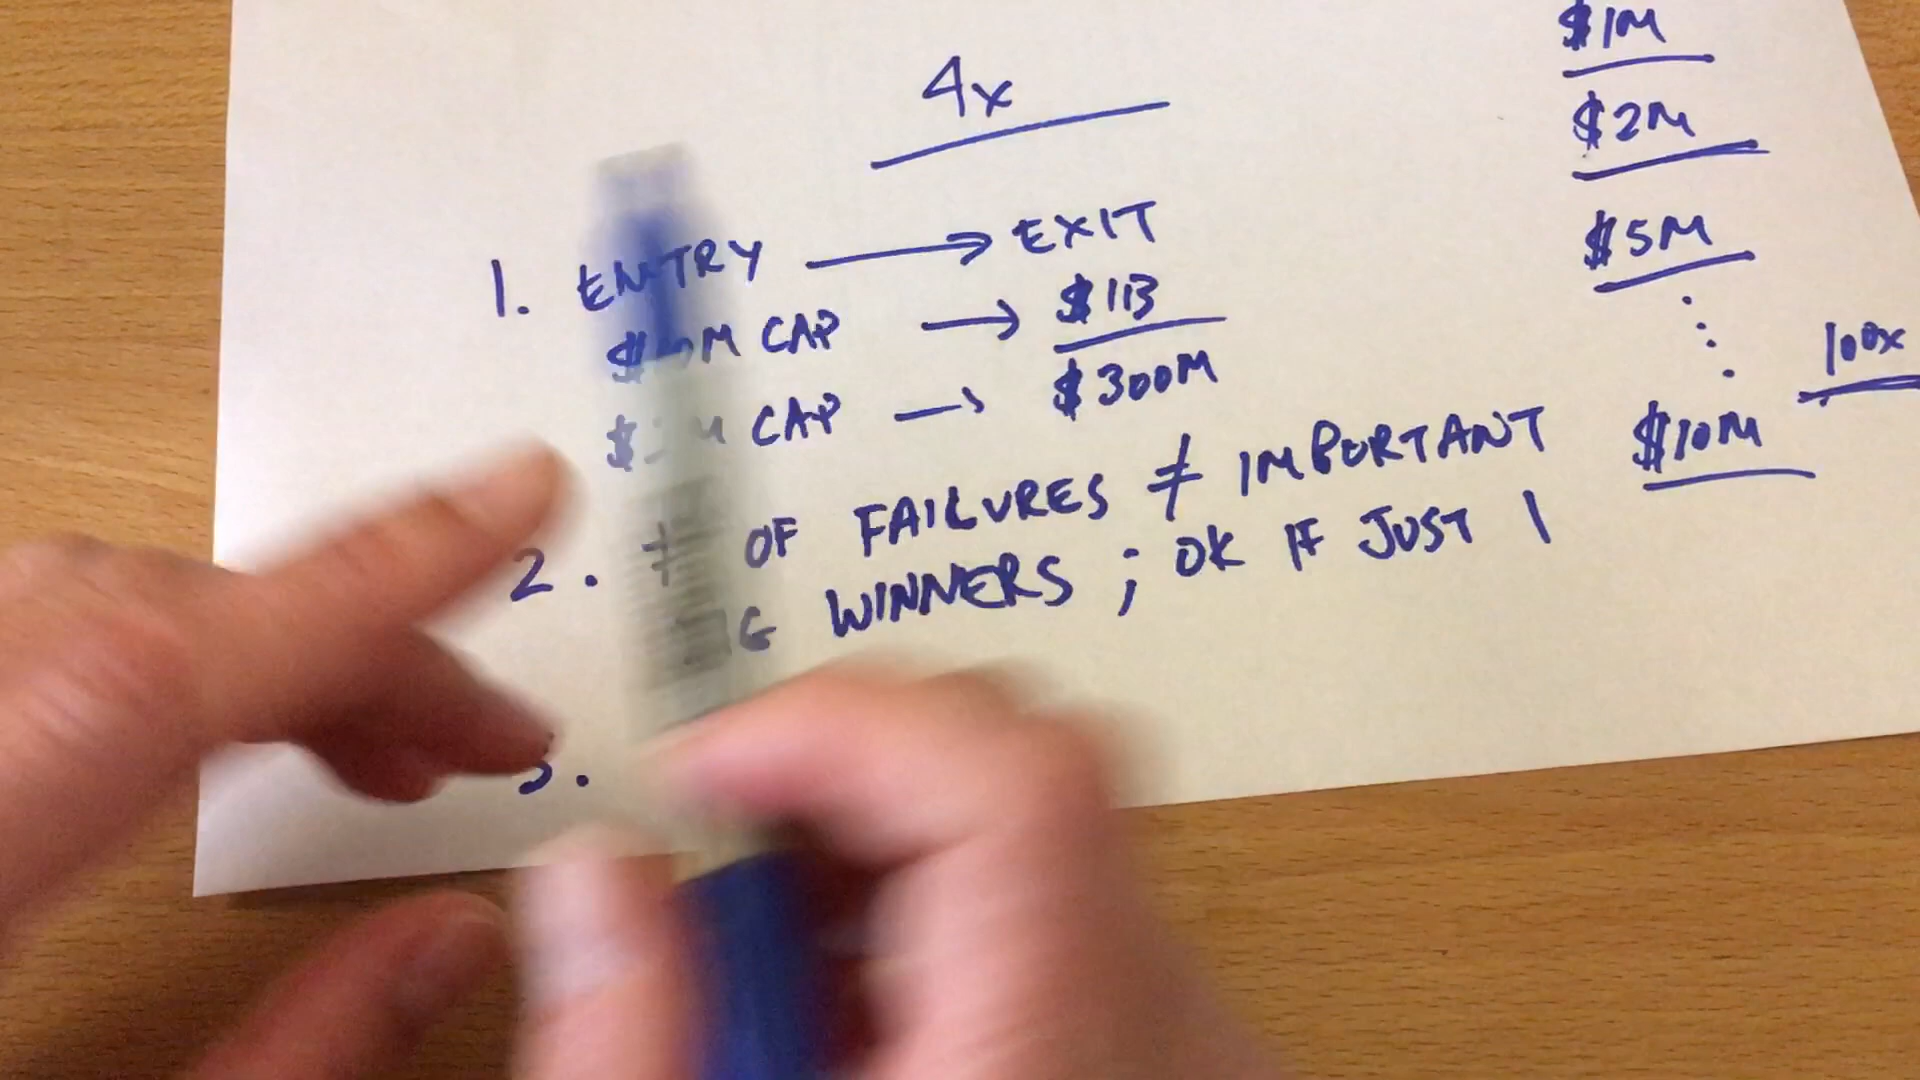 4x
1. ENTRY → EXIT
CAP → $1B
CAP → $300M
2. OF FAILURES ≠ IMPORTANT
WINNERS ; OK IF JUST 1
3.
$1M
$2M
$5M
$10M
100x